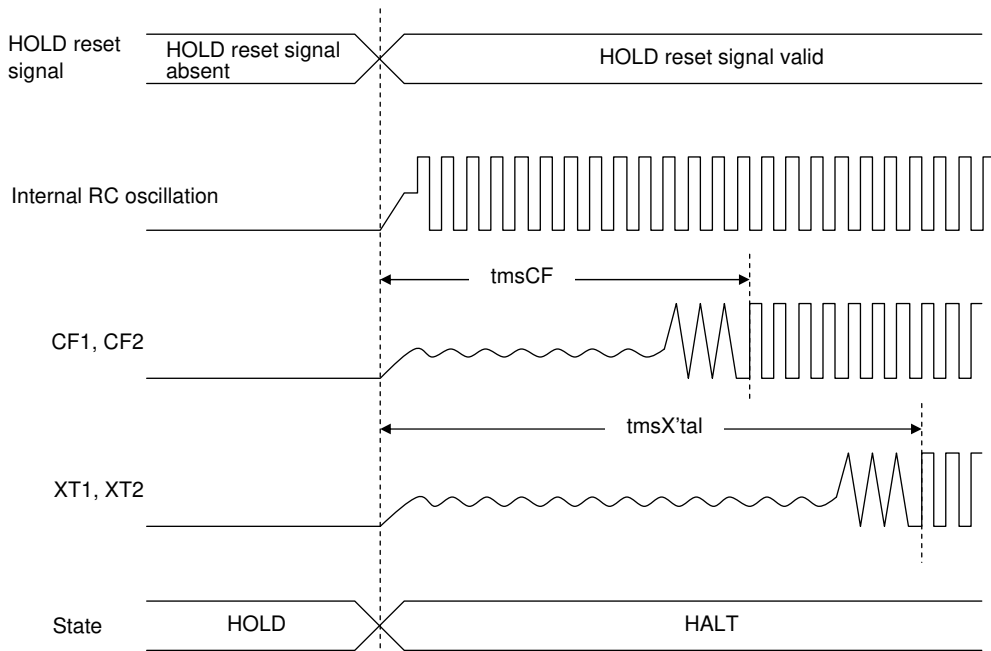 HOLD reset
signal
HOLD reset signal
absent
HOLD reset signal valid
Internal RC oscillation
tmsCF
CF1, CF2
tmsX'tal
XT1, XT2
State
HOLD
HALT